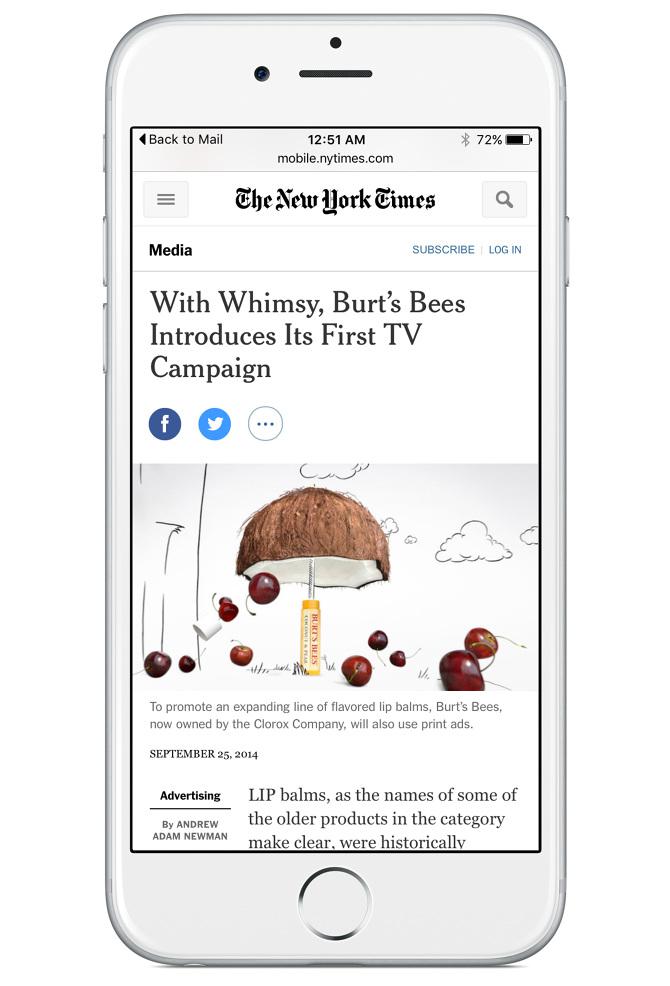 Back to Mail 12:51 AM 72%
mobile.nytimes.com
The New York Times
Media SUBSCRIBE LOG IN
With Whimsy, Burt’s Bees
Introduces Its First TV
Campaign
BURT'S BEES
COCONUT & PEAR
To promote an expanding line of flavored lip balms, Burt’s Bees,
now owned by the Clorox Company, will also use print ads.
SEPTEMBER 25, 2014
Advertising
By ANDREW
ADAM NEWMAN
LIP balms, as the names of some of
the older products in the category
make clear, were historically